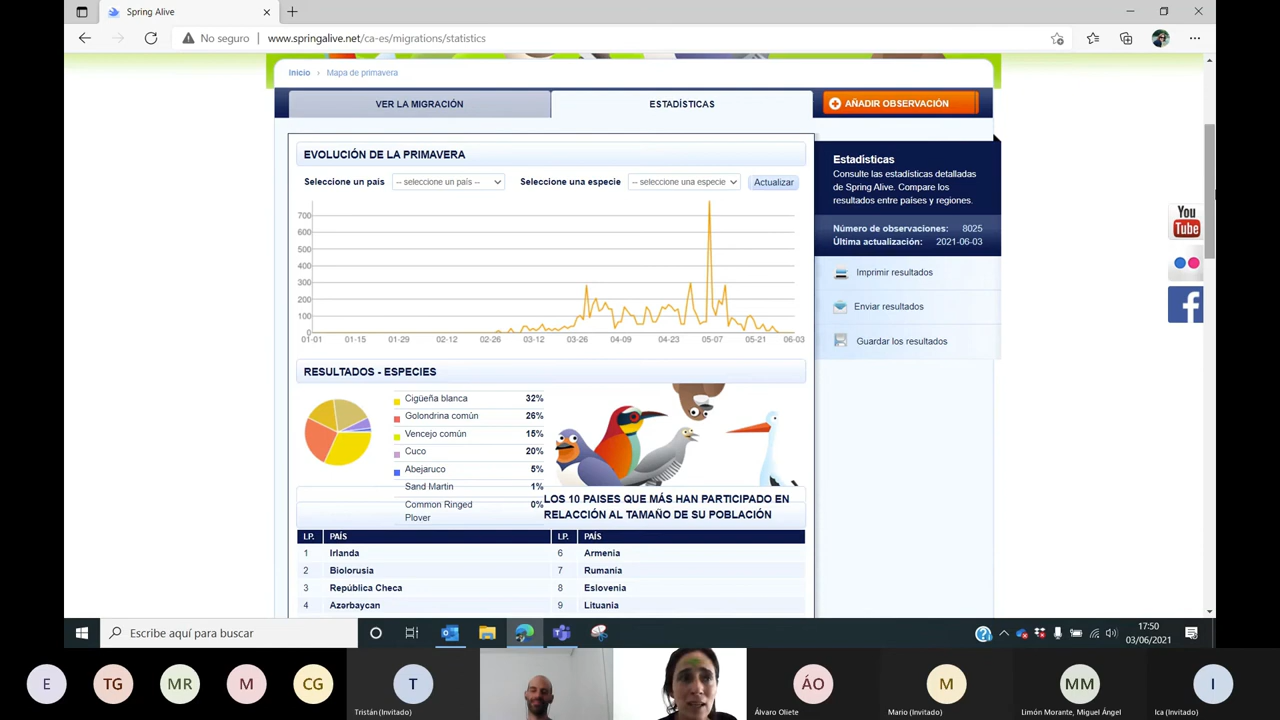 Spring Alive
No seguro
www.springalive.net/ca-es/migrations/statistics
Inicio › Mapa de primavera
VER LA MIGRACIÓN
ESTADÍSTICAS
AÑADIR OBSERVACIÓN
EVOLUCIÓN DE LA PRIMAVERA
Seleccione un país
-- seleccione un país --
Seleccione una especie
-- seleccione una especie
Actualizar
700
600
500
400
300
200
100
0
01-01 01-15 01-29 02-12 02-26 03-12 03-26 04-09 04-23 05-07 05-21 06-03
Estadísticas
Consulte las estadísticas detalladas
de Spring Alive. Compare los
resultados entre países y regiones.
Número de observaciones: 8025
Última actualización: 2021-06-03
Imprimir resultados
Enviar resultados
Guardar los resultados
You
Tube
f
RESULTADOS - ESPECIES
Cigüeña blanca 32%
Golondrina común 26%
Vencejo común 15%
Cuco 20%
Abejaruco 5%
Sand Martin 1%
Common Ringed 0%
Plover
LOS 10 PAISES QUE MÁS HAN PARTICIPADO EN
RELACCIÓN AL TAMAÑO DE SU POBLACIÓN
LP. PAÍS LP. PAÍS
1 Irlanda 6 Armenia
2 Biolorusia 7 Rumania
3 República Checa 8 Eslovenia
4 Azərbaycan 9 Lituania
Escribe aquí para buscar
17:50
03/06/2021
E
TG
MR
M
CG
T
Tristán (Invitado)
ÁO
Álvaro Oliete
M
Mario (Invitado)
MM
Limón Morante, Miguel Ángel
I
Ica (Invitado)